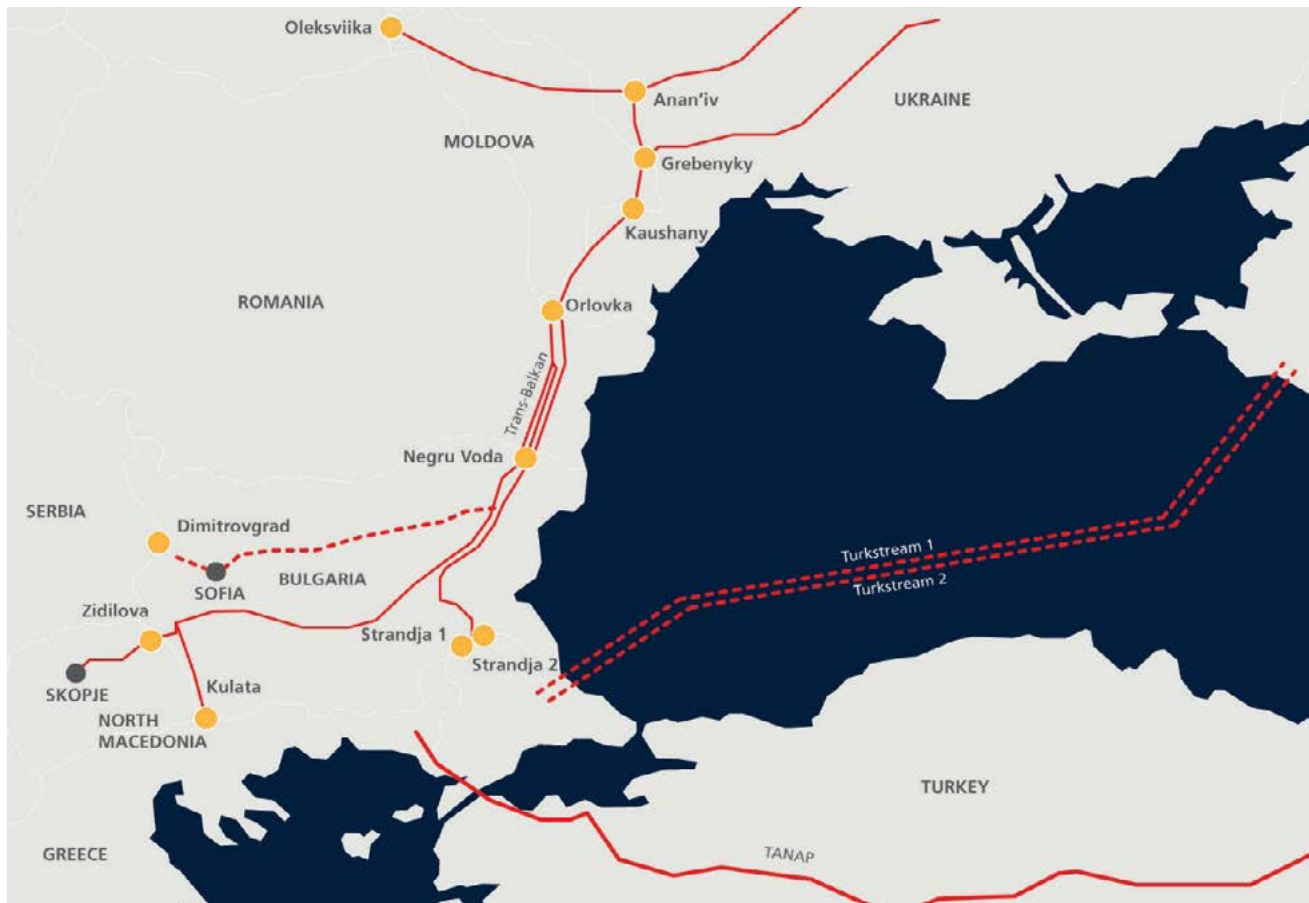 Oleksviika
Anan'iv
UKRAINE
MOLDOVA
Grebenyky
Kaushany
ROMANIA
Orlovka
Trans-Balkan
Negru Voda
SERBIA
Dimitrovgrad
Turkstream 1
Turkstream 2
BULGARIA
SOFIA
Zidilova
Strandja 1
Strandja 2
SKOPJE
Kulata
NORTH
MACEDONIA
TURKEY
GREECE
TANAP